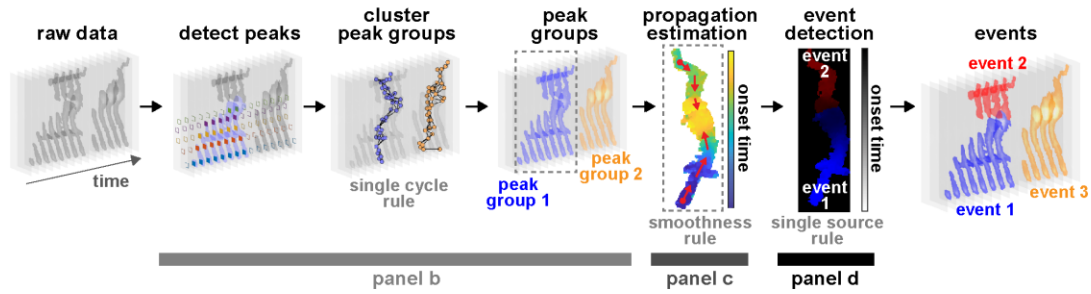 raw data
detect peaks
cluster
peak groups
peak
groups
propagation
estimation
event
detection
events
time
single cycle
rule
peak
group 1
peak
group 2
onset time
smoothness
rule
event
2
event
1
onset time
single source
rule
event 2
event 1
event 3
panel b
panel c
panel d